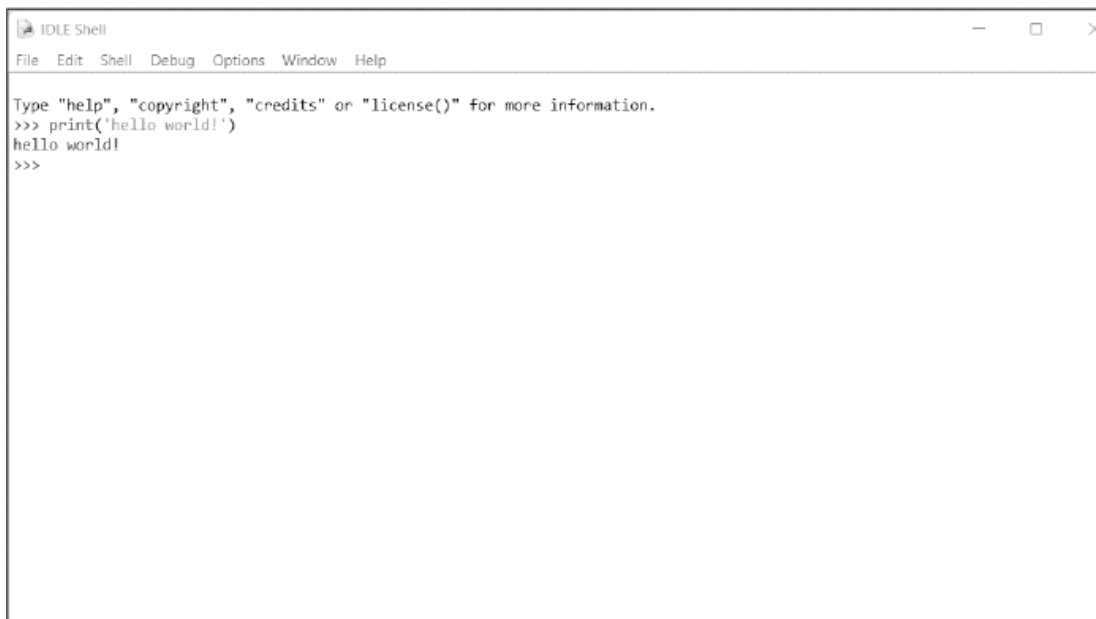 IDLE Shell
File Edit Shell Debug Options Window Help
Type "help", "copyright", "credits" or "license()" for more information.
>>> print('hello world!')
hello world!
>>>